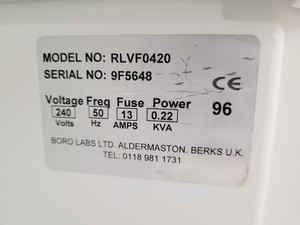 MODEL NO: RLVF0420
SERIAL NO: 9F5648
CE
Voltage Freq Fuse Power
240 50 13 0.22 96
Volts Hz AMPS KVA
BORO LABS LTD. ALDERMASTON. BERKS U.K.
TEL: 0118 981 1731